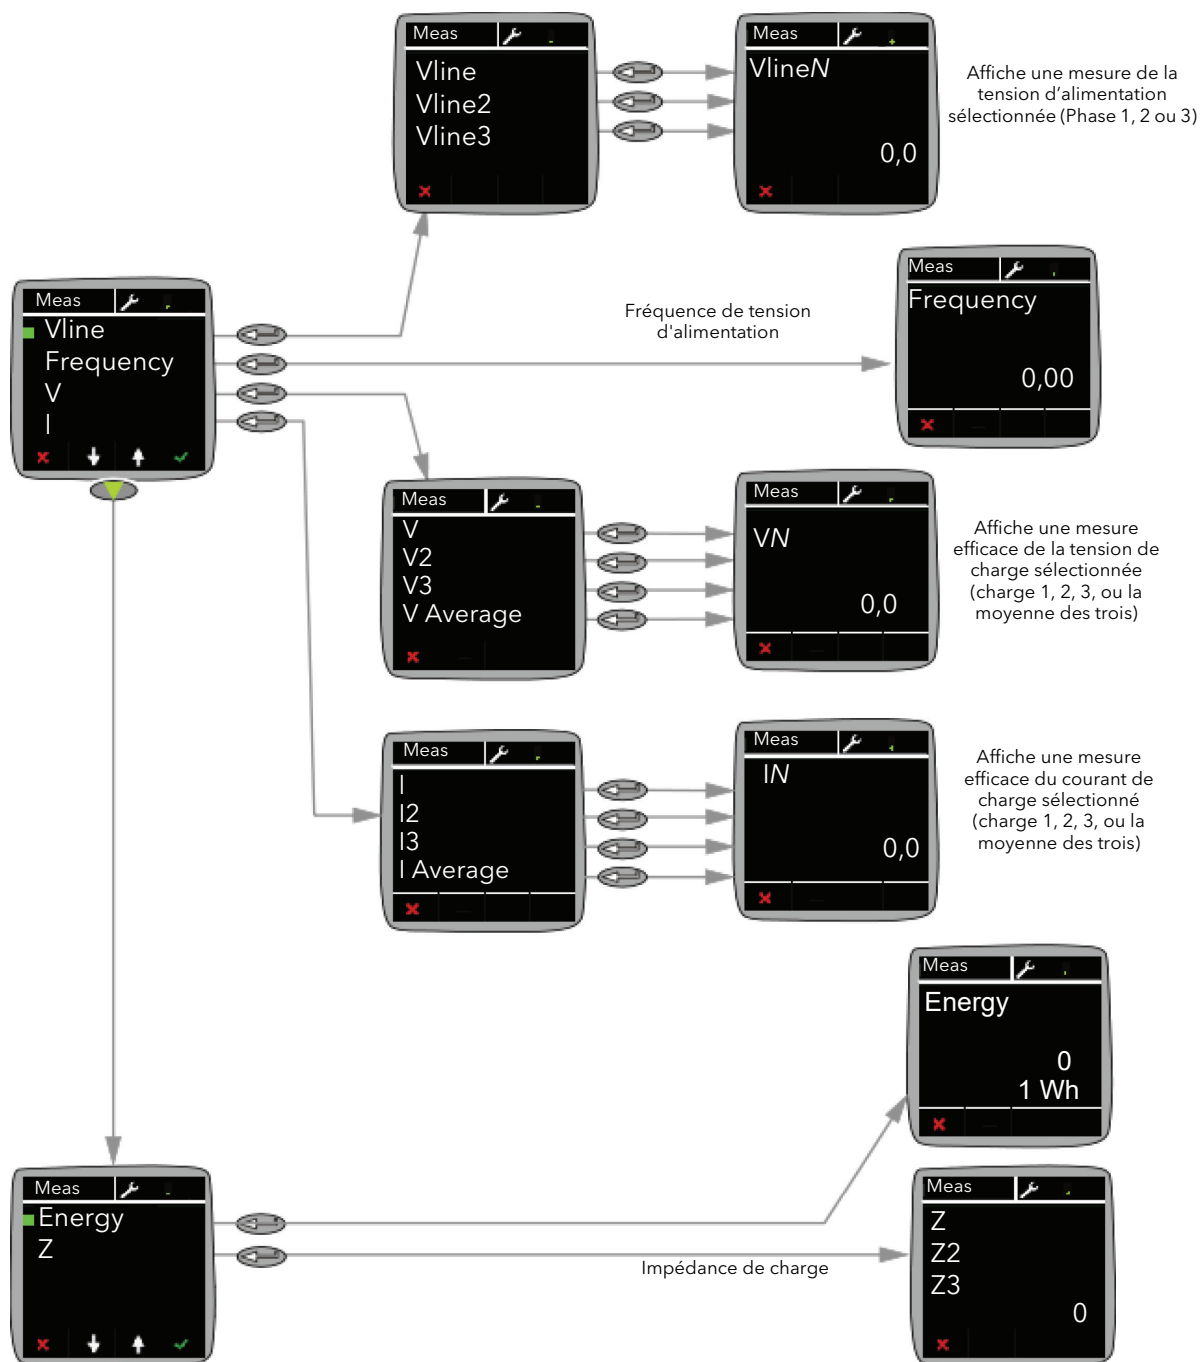 Meas
Vline
Vline2
Vline3
Meas
VlineN
0,0
Affiche une mesure de la
tension d’alimentation
sélectionnée (Phase 1, 2 ou 3)
Meas
Vline
Frequency
V
I
Fréquence de tension
d'alimentation
Meas
Frequency
0,00
Meas
V
V2
V3
V Average
Meas
VN
0,0
Affiche une mesure
efficace de la tension de
charge sélectionnée
(charge 1, 2, 3, ou la
moyenne des trois)
Meas
I
I2
I3
I Average
Meas
IN
0,0
Affiche une mesure
efficace du courant de
charge sélectionné
(charge 1, 2, 3, ou la
moyenne des trois)
Meas
Energy
0
1 Wh
Meas
Energy
Z
Impédance de charge
Meas
Z
Z2
Z3
0